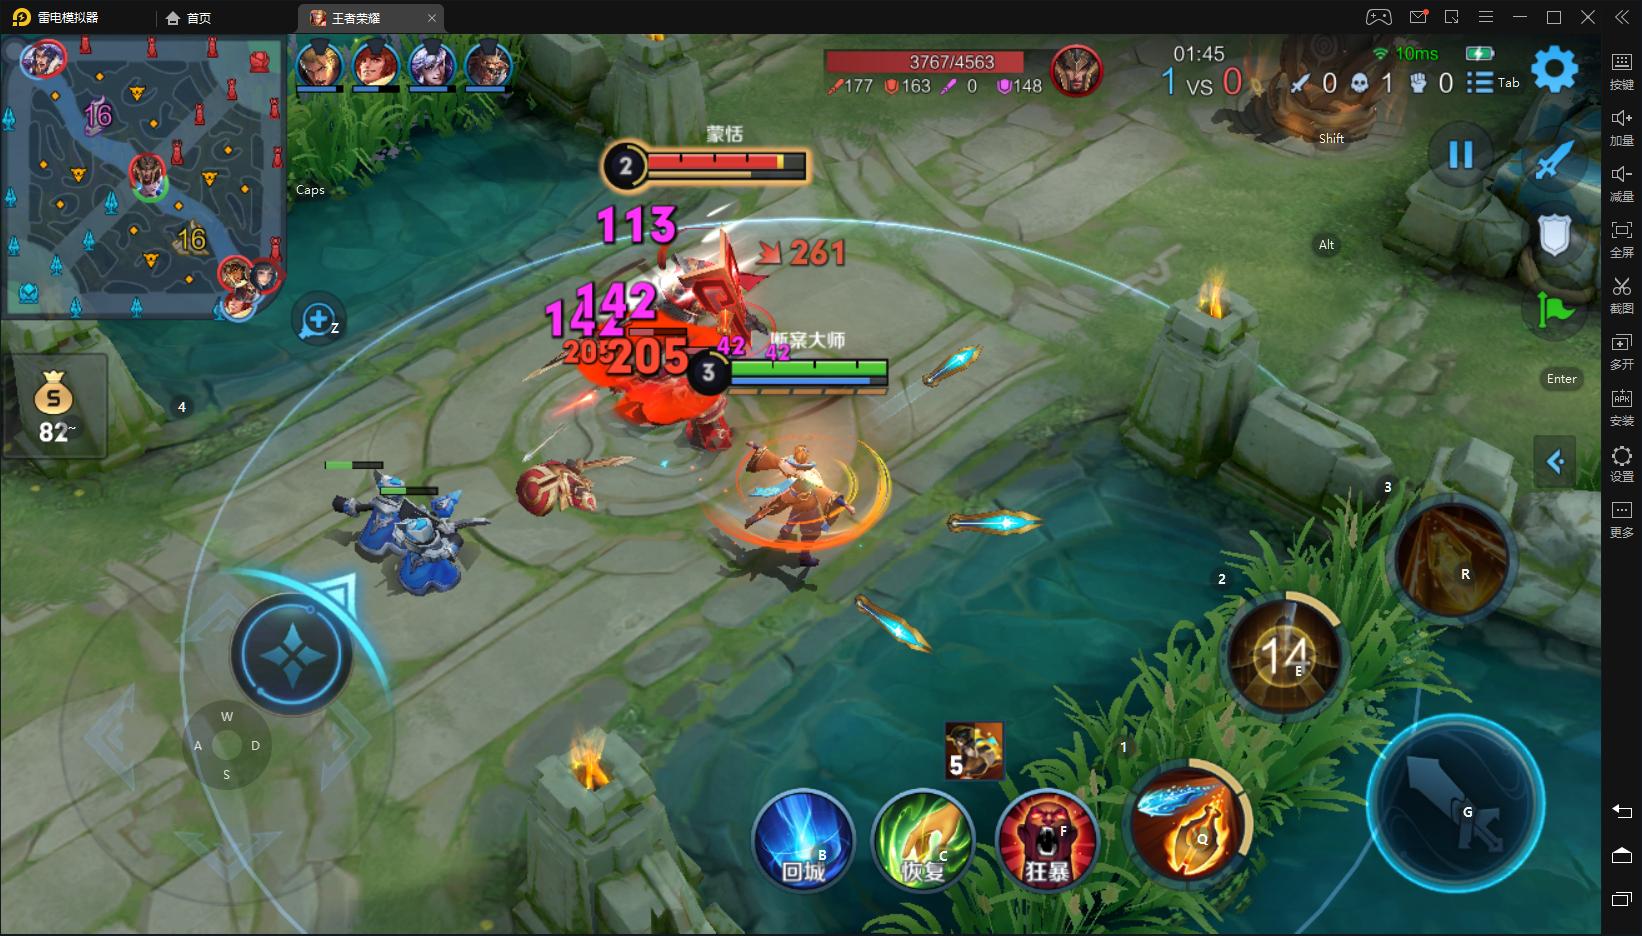 雷电模拟器
首页
王者荣耀
3767/4563
177 163 0 148
01:45
1 VS 0
10ms
0 1 0
Tab
Shift
Caps
Alt
Enter
16
16
Z
蒙恬
2
113
261
142
142
205
205
42
42
断案大师
3
82~
4
3
R
2
14
E
1
5
Q
G
W
A D
S
B
回城
C
恢复
F
狂暴
按键
加量
减量
全屏
截图
多开
APK
安装
设置
更多